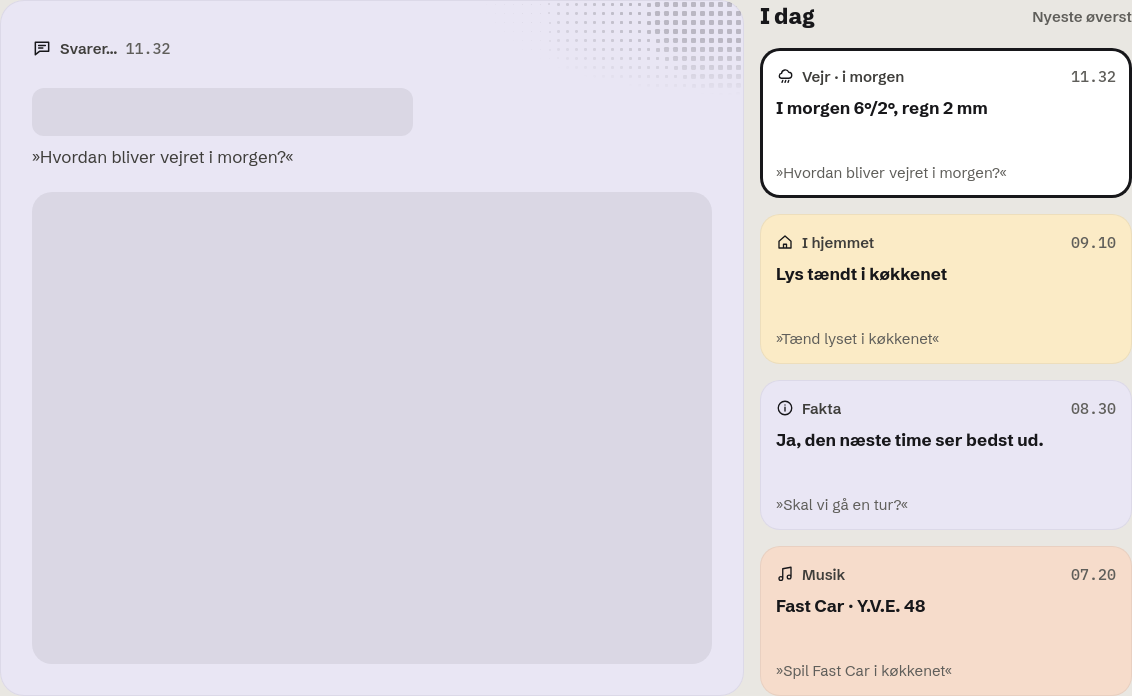 Svarer... 11.32
»Hvordan bliver vejret i morgen?«
I dag
Nyeste øverst
Vejr · i morgen 11.32
I morgen 6°/2°, regn 2 mm
»Hvordan bliver vejret i morgen?«
I hjemmet 09.10
Lys tændt i køkkenet
»Tænd lyset i køkkenet«
Fakta 08.30
Ja, den næste time ser bedst ud.
»Skal vi gå en tur?«
Musik 07.20
Fast Car · Y.V.E. 48
»Spil Fast Car i køkkenet«